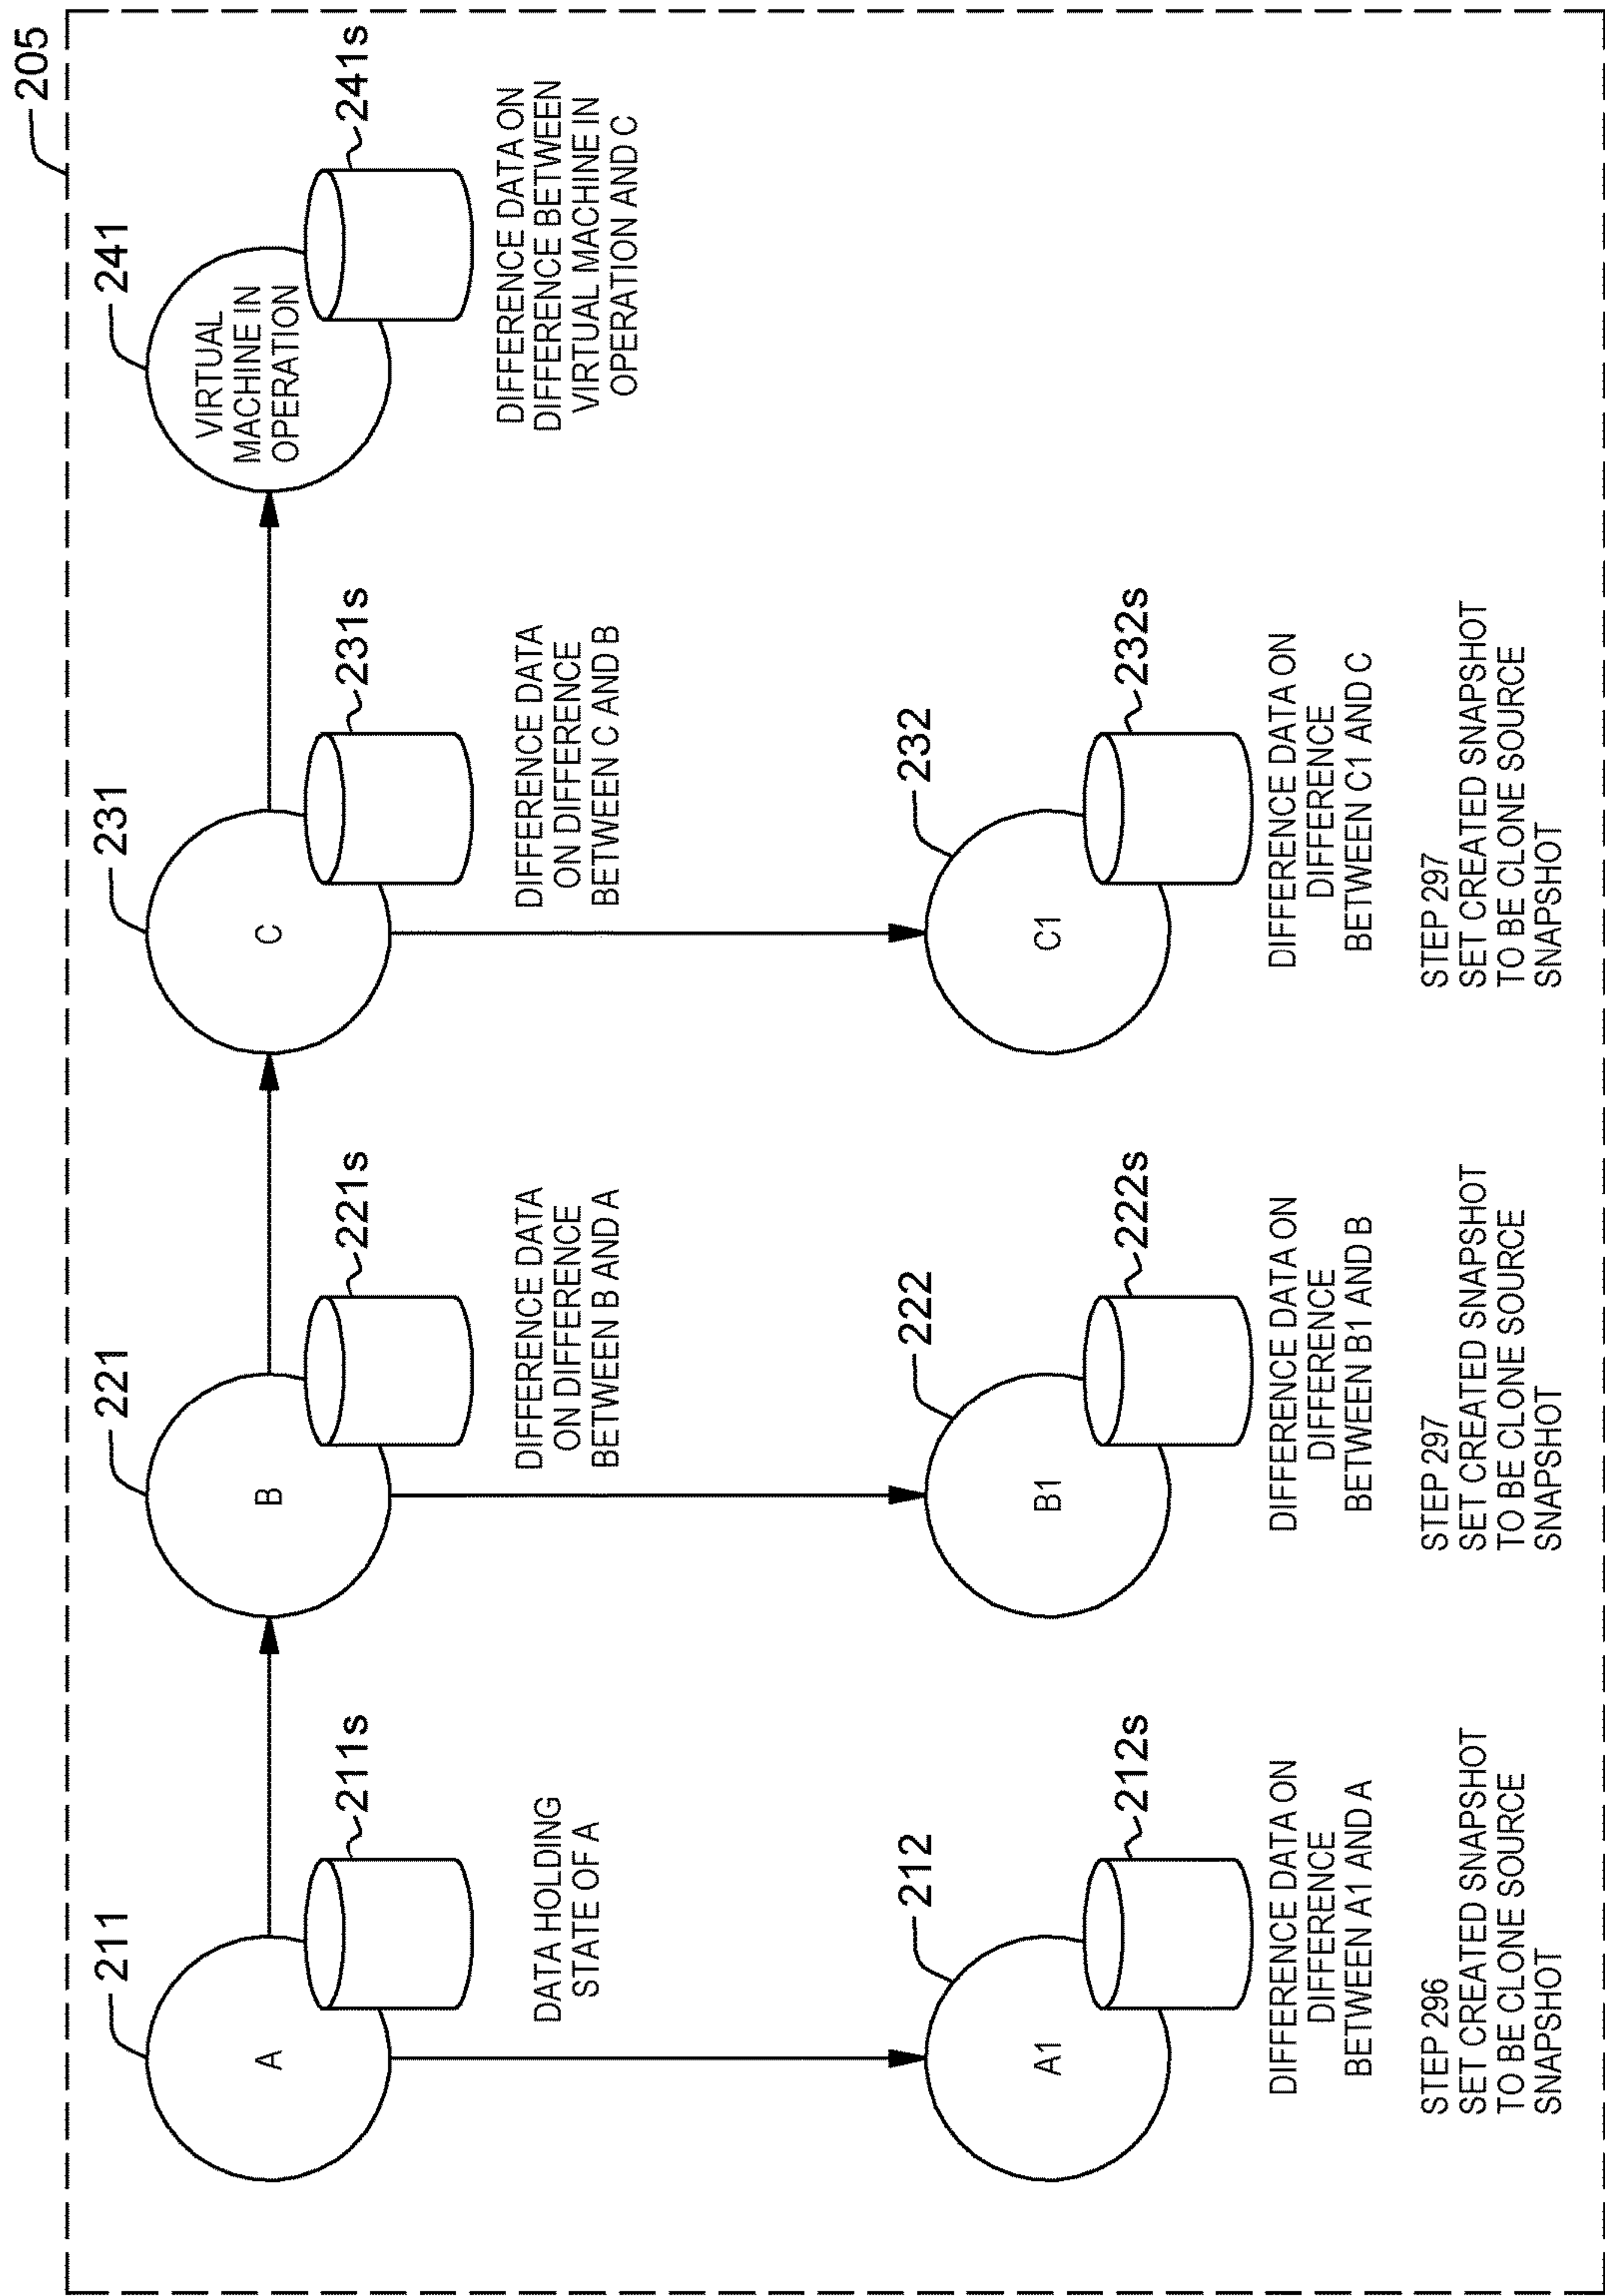 205
211
A
211s
DATA HOLDING
STATE OF A
221
B
221s
DIFFERENCE DATA
ON DIFFERENCE
BETWEEN B AND A
231
C
231s
DIFFERENCE DATA
ON DIFFERENCE
BETWEEN C AND B
241
VIRTUAL
MACHINE IN
OPERATION
241s
DIFFERENCE DATA ON
DIFFERENCE BETWEEN
VIRTUAL MACHINE IN
OPERATION AND C
212
A1
212s
DIFFERENCE DATA ON
DIFFERENCE
BETWEEN A1 AND A
STEP 296
SET CREATED SNAPSHOT
TO BE CLONE SOURCE
SNAPSHOT
222
B1
222s
DIFFERENCE DATA ON
DIFFERENCE
BETWEEN B1 AND B
STEP 297
SET CREATED SNAPSHOT
TO BE CLONE SOURCE
SNAPSHOT
232
C1
232s
DIFFERENCE DATA ON
DIFFERENCE
BETWEEN C1 AND C
STEP 297
SET CREATED SNAPSHOT
TO BE CLONE SOURCE
SNAPSHOT